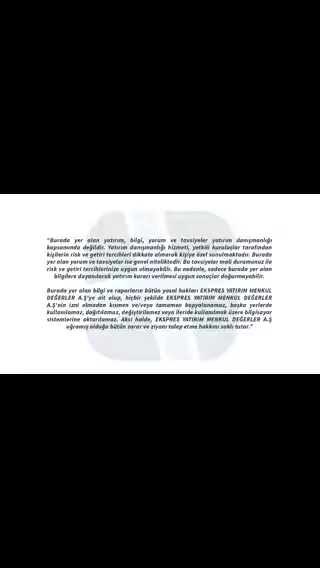 "Burada yer alan yatırım, bilgi, yorum ve tavsiyeler yatırım danışmanlığı
kapsamında değildir. Yatırım danışmanlığı hizmeti, yetkili kuruluşlar tarafından
kişilerin risk ve getiri tercihleri dikkate alınarak kişiye özel sunulmaktadır. Burada
yer alan yorum ve tavsiyeler ise genel niteliktedir. Bu tavsiyeler mali durumunuz ile
risk ve getiri tercihlerinize uygun olmayabilir. Bu nedenle, sadece burada yer alan
bilgilere dayanılarak yatırım kararı verilmesi uygun sonuçlar doğurmayabilir.
Burada yer alan bilgi ve raporların bütün yasal hakları EKSPRES YATIRIM MENKUL
DEĞERLER A.Ş'ye ait olup, hiçbir şekilde EKSPRES YATIRIM MENKUL DEĞERLER
A.Ş'nin izni olmadan kısmen ve/veya tamamen kopyalanamaz, başka yerlerde
kullanılamaz, dağıtılamaz, değiştirilemez veya ileride kullanılmak üzere bilgisayar
sistemlerine aktarılamaz. Aksi halde, EKSPRES YATIRIM MENKUL DEĞERLER A.Ş
uğramış olduğu bütün zarar ve ziyanı talep etme hakkını saklı tutar."